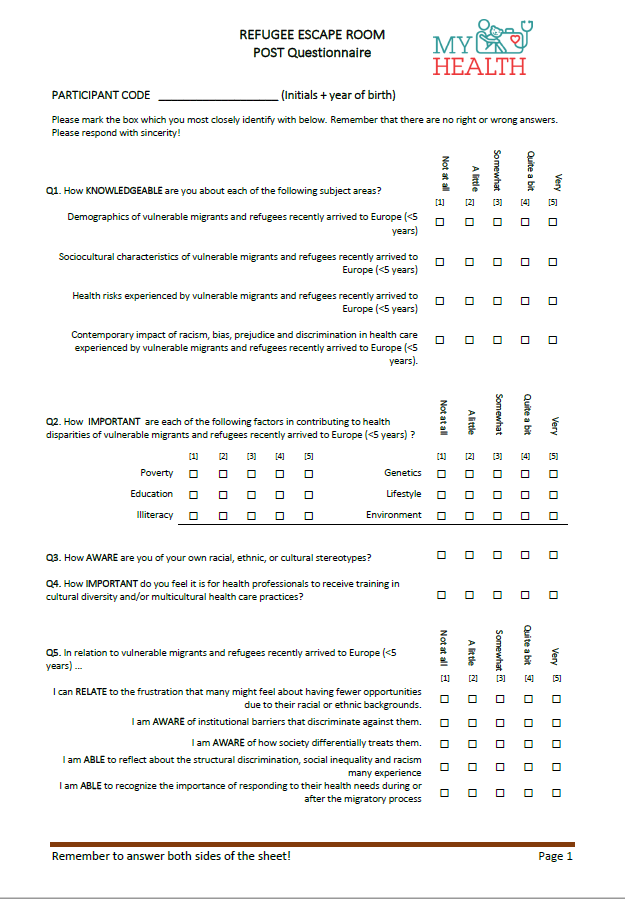 REFUGEE ESCAPE ROOM
POST Questionnaire
MY
HEALTH
PARTICIPANT CODE ____________________ (Initials + year of birth)
Please mark the box which you most closely identify with below. Remember that there are no right or wrong answers.
Please respond with sincerity!
Not at all A little Somewhat Quite a bit Very
Q1. How KNOWLEDGEABLE are you about each of the following subject areas?
[1] [2] [3] [4] [5]
Demographics of vulnerable migrants and refugees recently arrived to Europe (<5
years)
☐ ☐ ☐ ☐ ☐
Sociocultural characteristics of vulnerable migrants and refugees recently arrived to
Europe (<5 years)
☐ ☐ ☐ ☐ ☐
Health risks experienced by vulnerable migrants and refugees recently arrived to
Europe (<5 years)
☐ ☐ ☐ ☐ ☐
Contemporary impact of racism, bias, prejudice and discrimination in health care
experienced by vulnerable migrants and refugees recently arrived to Europe (<5
years).
☐ ☐ ☐ ☐ ☐
Not at all A little Somewhat Quite a bit Very
Q2. How IMPORTANT are each of the following factors in contributing to health
disparities of vulnerable migrants and refugees recently arrived to Europe (<5 years) ?
[1] [2] [3] [4] [5] [1] [2] [3] [4] [5]
Poverty ☐ ☐ ☐ ☐ ☐ Genetics ☐ ☐ ☐ ☐ ☐
Education ☐ ☐ ☐ ☐ ☐ Lifestyle ☐ ☐ ☐ ☐ ☐
Illiteracy ☐ ☐ ☐ ☐ ☐ Environment ☐ ☐ ☐ ☐ ☐
Q3. How AWARE are you of your own racial, ethnic, or cultural stereotypes? ☐ ☐ ☐ ☐ ☐
Q4. How IMPORTANT do you feel it is for health professionals to receive training in
cultural diversity and/or multicultural health care practices? ☐ ☐ ☐ ☐ ☐
Not at all A little Somewhat Quite a bit Very
Q5. In relation to vulnerable migrants and refugees recently arrived to Europe (<5
years) ...
[1] [2] [3] [4] [5]
I can RELATE to the frustration that many might feel about having fewer opportunities
due to their racial or ethnic backgrounds. ☐ ☐ ☐ ☐ ☐
I am AWARE of institutional barriers that discriminate against them. ☐ ☐ ☐ ☐ ☐
I am AWARE of how society differentially treats them. ☐ ☐ ☐ ☐ ☐
I am ABLE to reflect about the structural discrimination, social inequality and racism
many experience ☐ ☐ ☐ ☐ ☐
I am ABLE to recognize the importance of responding to their health needs during or
after the migratory process ☐ ☐ ☐ ☐ ☐
Remember to answer both sides of the sheet! Page 1